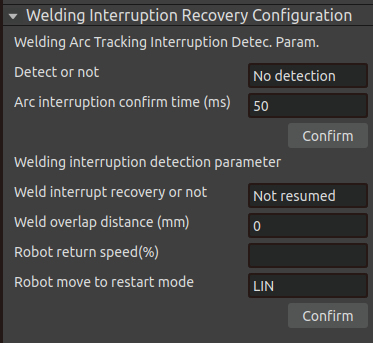 Welding Interruption Recovery Configuration
Welding Arc Tracking Interruption Detec. Param.
Detect or not No detection
Arc interruption confirm time (ms) 50
Confirm
Welding interruption detection parameter
Weld interrupt recovery or not Not resumed
Weld overlap distance (mm) 0
Robot return speed(%)
Robot move to restart mode LIN
Confirm